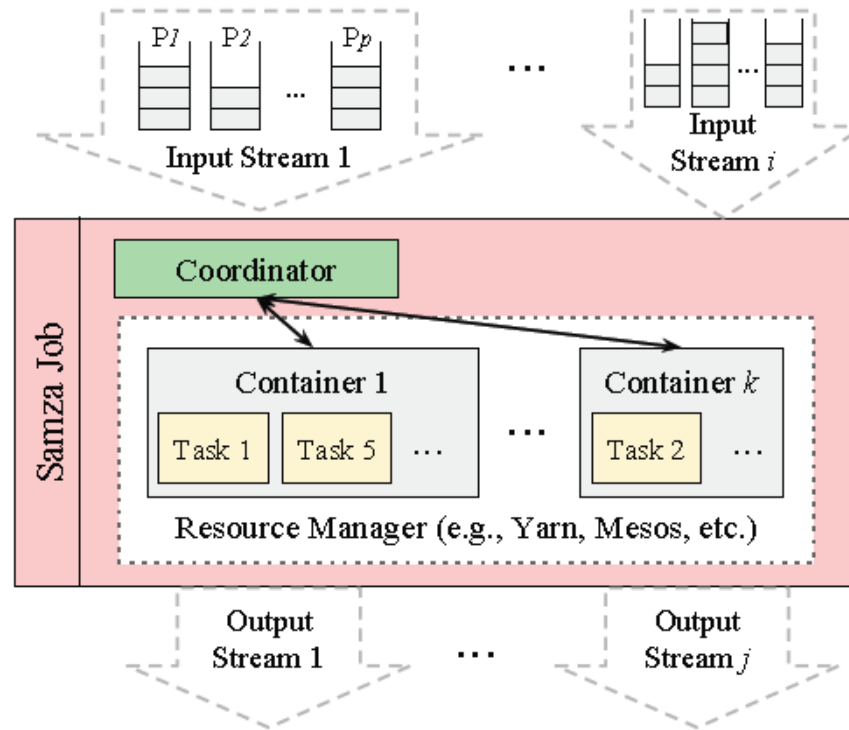 P1 P2 ... Pp
...
...
Input Stream 1
Input
Stream i
Samza Job
Coordinator
Container 1
Task 1 Task 5 ...
...
Container k
Task 2 ...
Resource Manager (e.g., Yarn, Mesos, etc.)
Output
Stream 1
...
Output
Stream j